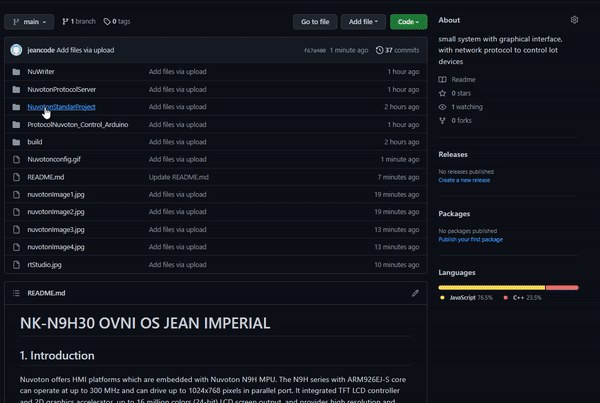 main
1 branch
0 tags
Go to file
Add file
Code
jeancode Add files via upload
f67a400 1 minute ago
37 commits
NuWriter Add files via upload 1 hour ago
NuvotonProtocolServer Add files via upload 1 hour ago
NuvotonStandarProject Add files via upload 2 hours ago
ProtocolNuvoton_Control_Arduino Add files via upload 1 hour ago
build Add files via upload 2 hours ago
Nuvotonconfig.gif Add files via upload 1 minute ago
README.md Update README.md 7 minutes ago
nuvotonImage1.jpg Add files via upload 19 minutes ago
nuvotonImage2.jpg Add files via upload 19 minutes ago
nuvotonImage3.jpg Add files via upload 13 minutes ago
nuvotonImage4.jpg Add files via upload 13 minutes ago
rtStudio.jpg Add files via upload 10 minutes ago
README.md
NK-N9H30 OVNI OS JEAN IMPERIAL
1. Introduction
Nuvoton offers HMI platforms which are embedded with Nuvoton N9H MPU. The N9H series with ARM926EJ-S core
can operate at up to 300 MHz and can drive up to 1024x768 pixels in parallel port. It integrated TFT LCD controller
and 2D graphics accelerator, up to 16 million colors (24-bit) LCD screen output, and provides high resolution and
About
small system with graphical interface,
with network protocol to control Iot
devices
Readme
0 stars
1 watching
0 forks
Releases
No releases published
Create a new release
Packages
No packages published
Publish your first package
Languages
JavaScript 76.5%
C++ 23.5%